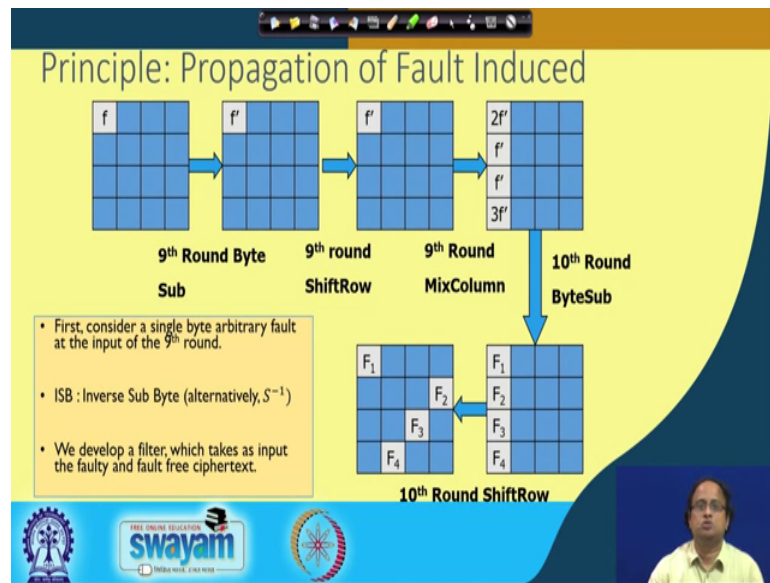 Principle: Propagation of Fault Induced
f
f'
f'
2f'
f'
f'
3f'
9th Round Byte
Sub
9th round
ShiftRow
9th Round
MixColumn
10th Round
ByteSub
• First, consider a single byte arbitrary fault
at the input of the 9th round.
• ISB : Inverse Sub Byte (alternatively, S⁻¹)
• We develop a filter, which takes as input
the faulty and fault free ciphertext.
F₁
F₂
F₃
F₄
F₁
F₂
F₃
F₄
10th Round ShiftRow
FREE ONLINE EDUCATION
swayam